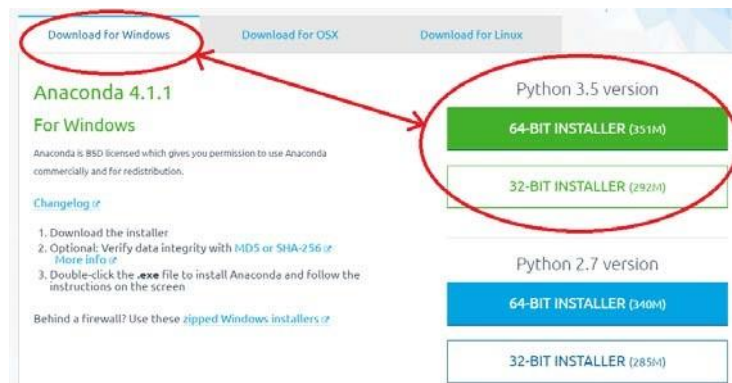 Download for Windows
Download for OSX
Download for Linux
Anaconda 4.1.1
For Windows
Anaconda is BSD licensed which gives you permission to use Anaconda
commercially and for redistribution.
Changelog
1. Download the installer
2. Optional: Verify data integrity with MD5 or SHA-256
More info
3. Double-click the .exe file to install Anaconda and follow the
instructions on the screen
Behind a firewall? Use these zipped Windows installers
Python 3.5 version
64-BIT INSTALLER (351M)
32-BIT INSTALLER (292M)
Python 2.7 version
64-BIT INSTALLER (340M)
32-BIT INSTALLER (285M)